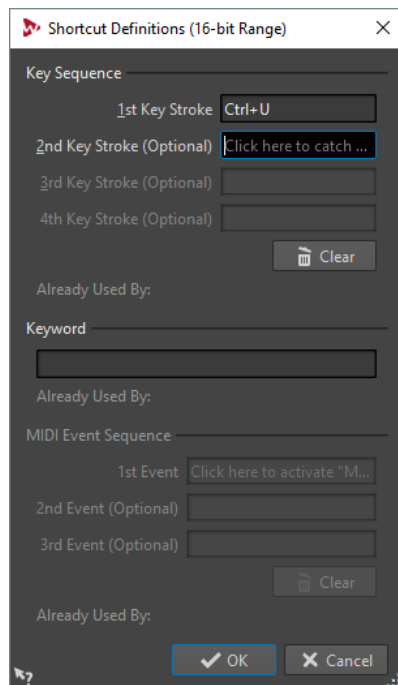 Shortcut Definitions (16-bit Range)
Key Sequence
1st Key Stroke Ctrl+U
2nd Key Stroke (Optional) Click here to catch ...
3rd Key Stroke (Optional)
4th Key Stroke (Optional)
Clear
Already Used By:
Keyword
Already Used By:
MIDI Event Sequence
1st Event Click here to activate "M...
2nd Event (Optional)
3rd Event (Optional)
Clear
Already Used By:
OK Cancel